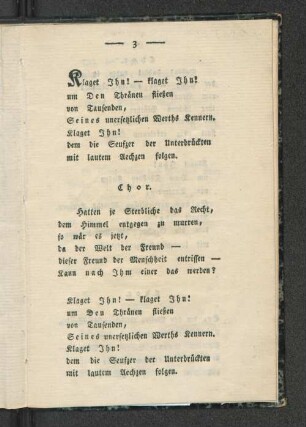 — 3 —
Klaget Ihn! — klaget Ihn!
um Den Thränen fließen
von Tausenden,
Seines unersetzlichen Werths Kennern.
Klaget Ihn!
dem die Seufzer der Unterdrückten
mit lautem Aechzen folgen.
Chor.
Hatten je Sterbliche das Recht,
dem Himmel entgegen zu murren,
so wär es jetzt,
da der Welt der Freund —
dieser Freund der Menschheit entrissen —
Kann nach Ihm einer das werden?
Klaget Ihn! — klaget Ihn!
um Den Thränen fließen
von Tausenden,
Seines unersetzlichen Werths Kennern.
Klaget Ihn!
dem die Seufzer der Unterdrückten
mit lautem Aechzen folgen.